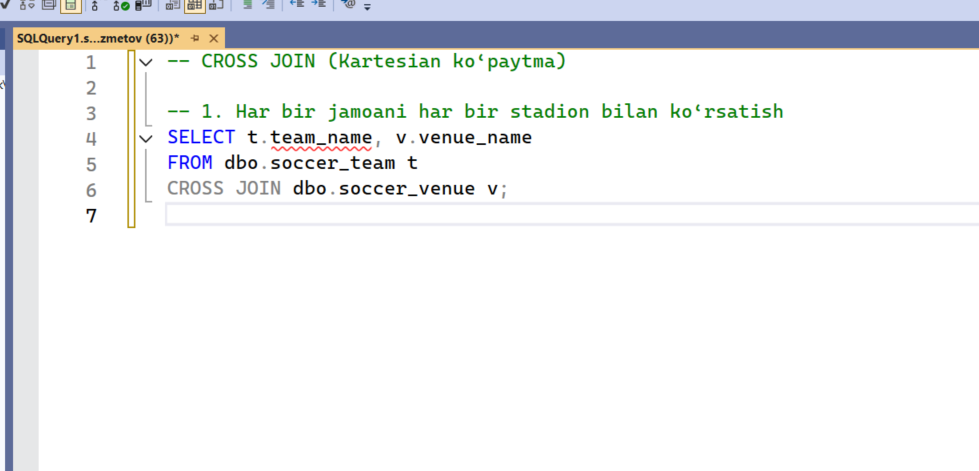 SQLQuery1.s...zmetov (63))*
1 -- CROSS JOIN (Kartesian ko‘paytma)
2
3 -- 1. Har bir jamoani har bir stadion bilan ko‘rsatish
4 SELECT t.team_name, v.venue_name
5 FROM dbo.soccer_team t
6 CROSS JOIN dbo.soccer_venue v;
7